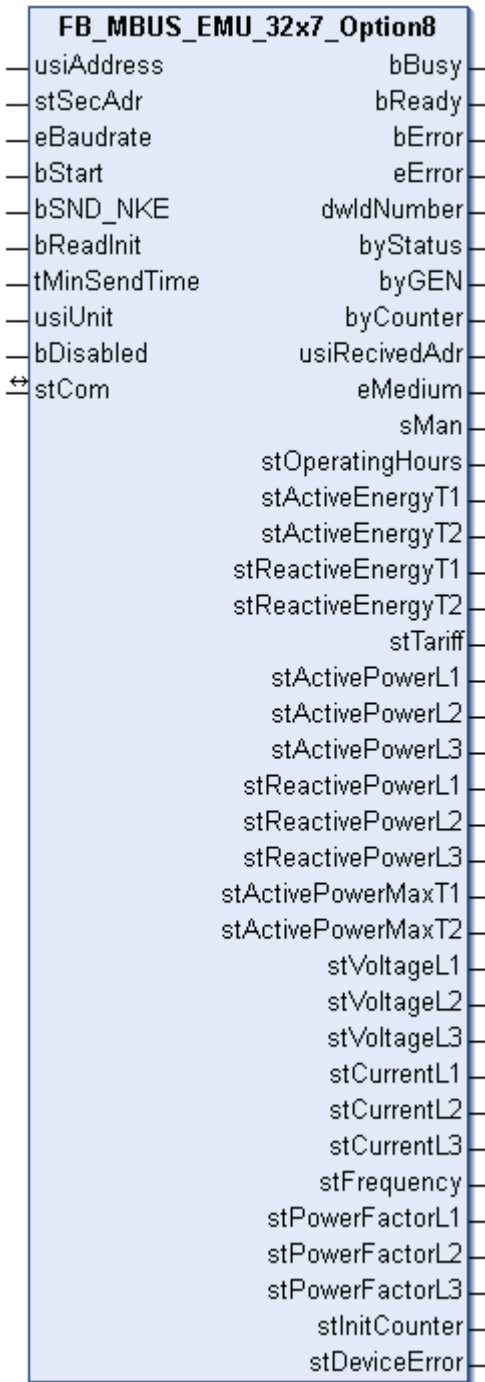 FB_MBUS_EMU_32x7_Option8
usiAddress bBusy
stSecAdr bReady
eBaudrate bError
bStart eError
bSND_NKE dwIdNumber
bReadInit byStatus
tMinSendTime byGEN
usiUnit byCounter
bDisabled usiRecivedAdr
stCom eMedium
sMan
stOperatingHours
stActiveEnergyT1
stActiveEnergyT2
stReactiveEnergyT1
stReactiveEnergyT2
stTariff
stActivePowerL1
stActivePowerL2
stActivePowerL3
stReactivePowerL1
stReactivePowerL2
stReactivePowerL3
stActivePowerMaxT1
stActivePowerMaxT2
stVoltageL1
stVoltageL2
stVoltageL3
stCurrentL1
stCurrentL2
stCurrentL3
stFrequency
stPowerFactorL1
stPowerFactorL2
stPowerFactorL3
stInitCounter
stDeviceError